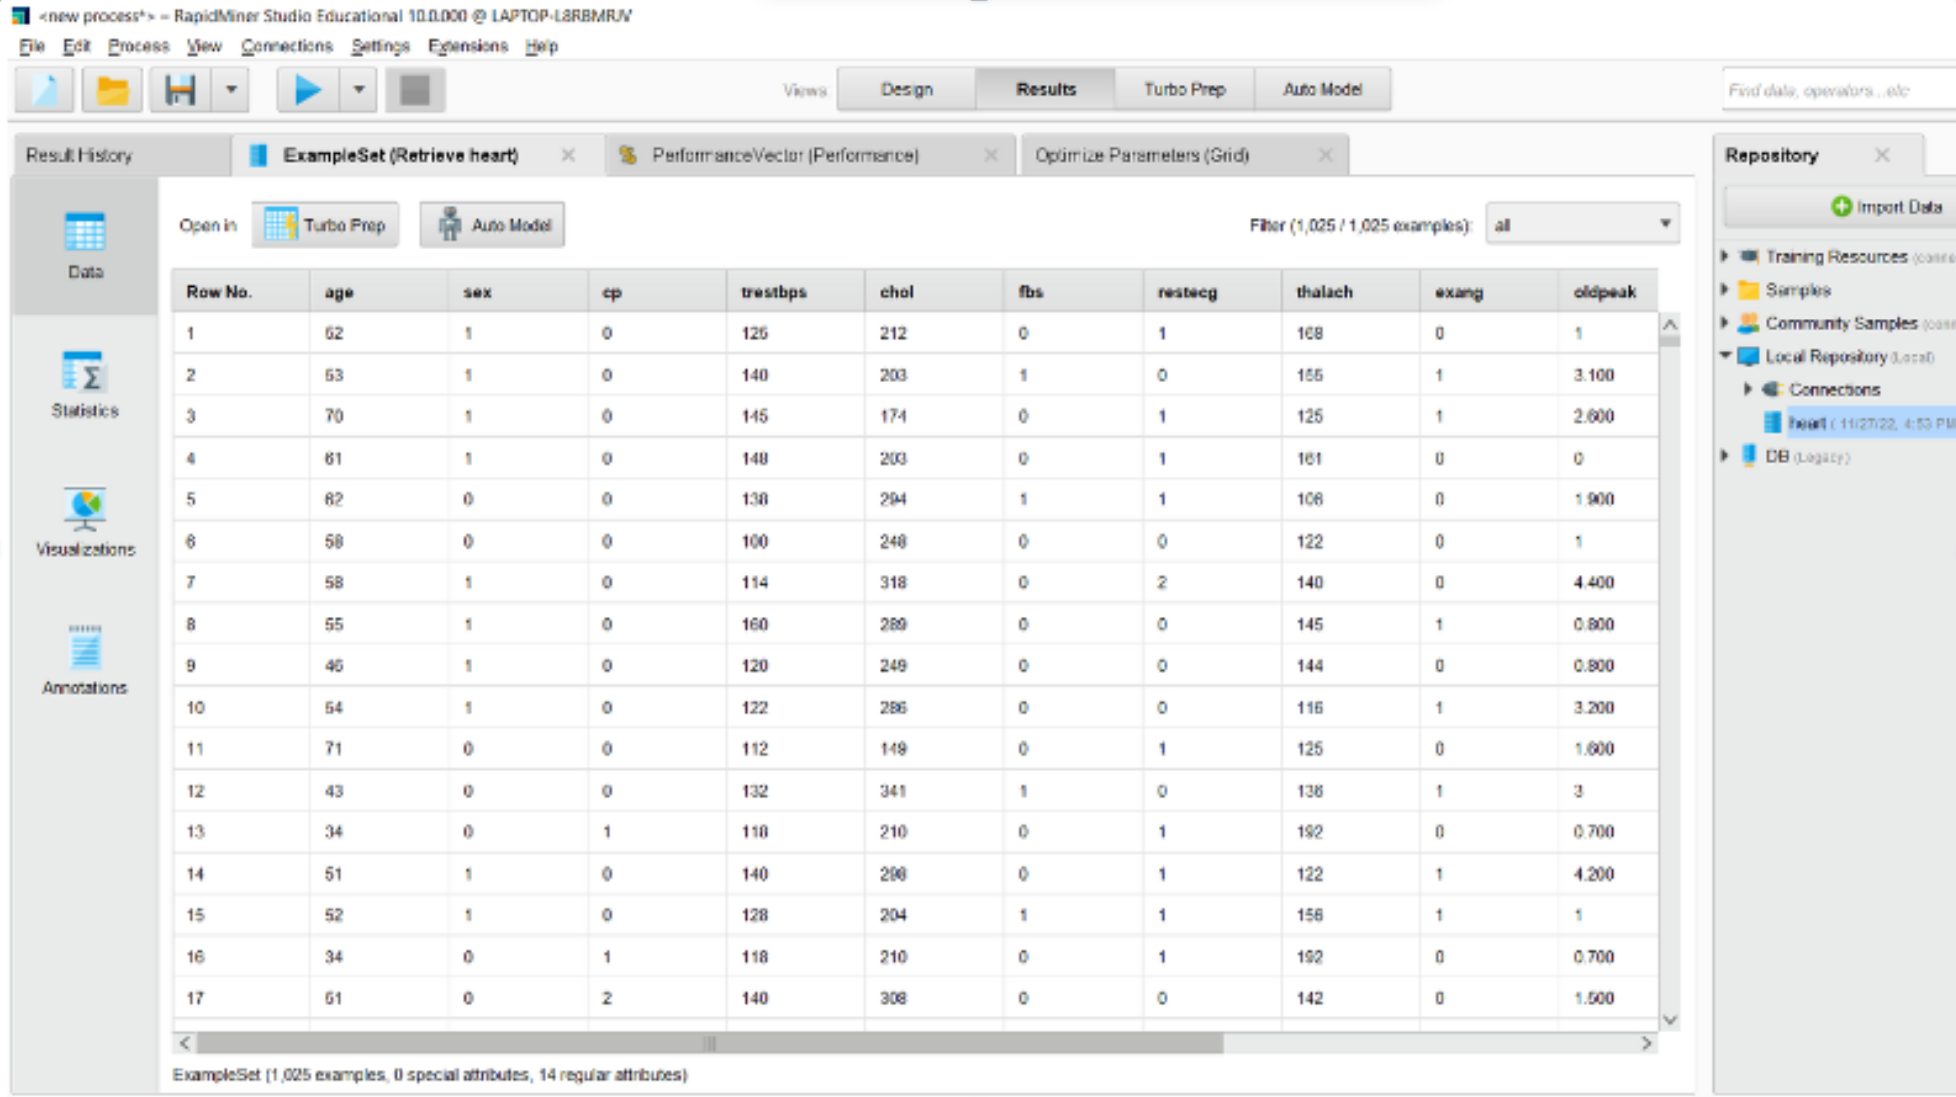 <new process*> – RapidMiner Studio Educational 10.0.000 @ LAPTOP-L8RBMRJV
File Edit Process View Connections Settings Extensions Help
Views Design Results Turbo Prep Auto Model Find data, operators...etc
Result History ExampleSet (Retrieve heart) PerformanceVector (Performance) Optimize Parameters (Grid) Repository
Open in Turbo Prep Auto Model Filter (1,025 / 1,025 examples): all
Import Data
Training Resources
Samples
Community Samples
Local Repository (Local)
Connections
heart ( 11/27/22, 4:53 PM
DB (Legacy)
Data
Statistics
Visualizations
Annotations
Row No. age sex cp trestbps chol fbs restecg thalach exang oldpeak
1 52 1 0 125 212 0 1 168 0 1
2 53 1 0 140 203 1 0 155 1 3.100
3 70 1 0 145 174 0 1 125 1 2.600
4 61 1 0 148 203 0 1 161 0 0
5 62 0 0 138 294 1 1 106 0 1.900
6 58 0 0 100 248 0 0 122 0 1
7 58 1 0 114 318 0 2 140 0 4.400
8 55 1 0 160 289 0 0 145 1 0.800
9 46 1 0 120 249 0 0 144 0 0.800
10 54 1 0 122 286 0 0 116 1 3.200
11 71 0 0 112 149 0 1 125 0 1.600
12 43 0 0 132 341 1 0 136 1 3
13 34 0 1 118 210 0 1 192 0 0.700
14 51 1 0 140 298 0 1 122 1 4.200
15 52 1 0 128 204 1 1 156 1 1
16 34 0 1 118 210 0 1 192 0 0.700
17 51 0 2 140 308 0 0 142 0 1.500
ExampleSet (1,025 examples, 0 special attributes, 14 regular attributes)